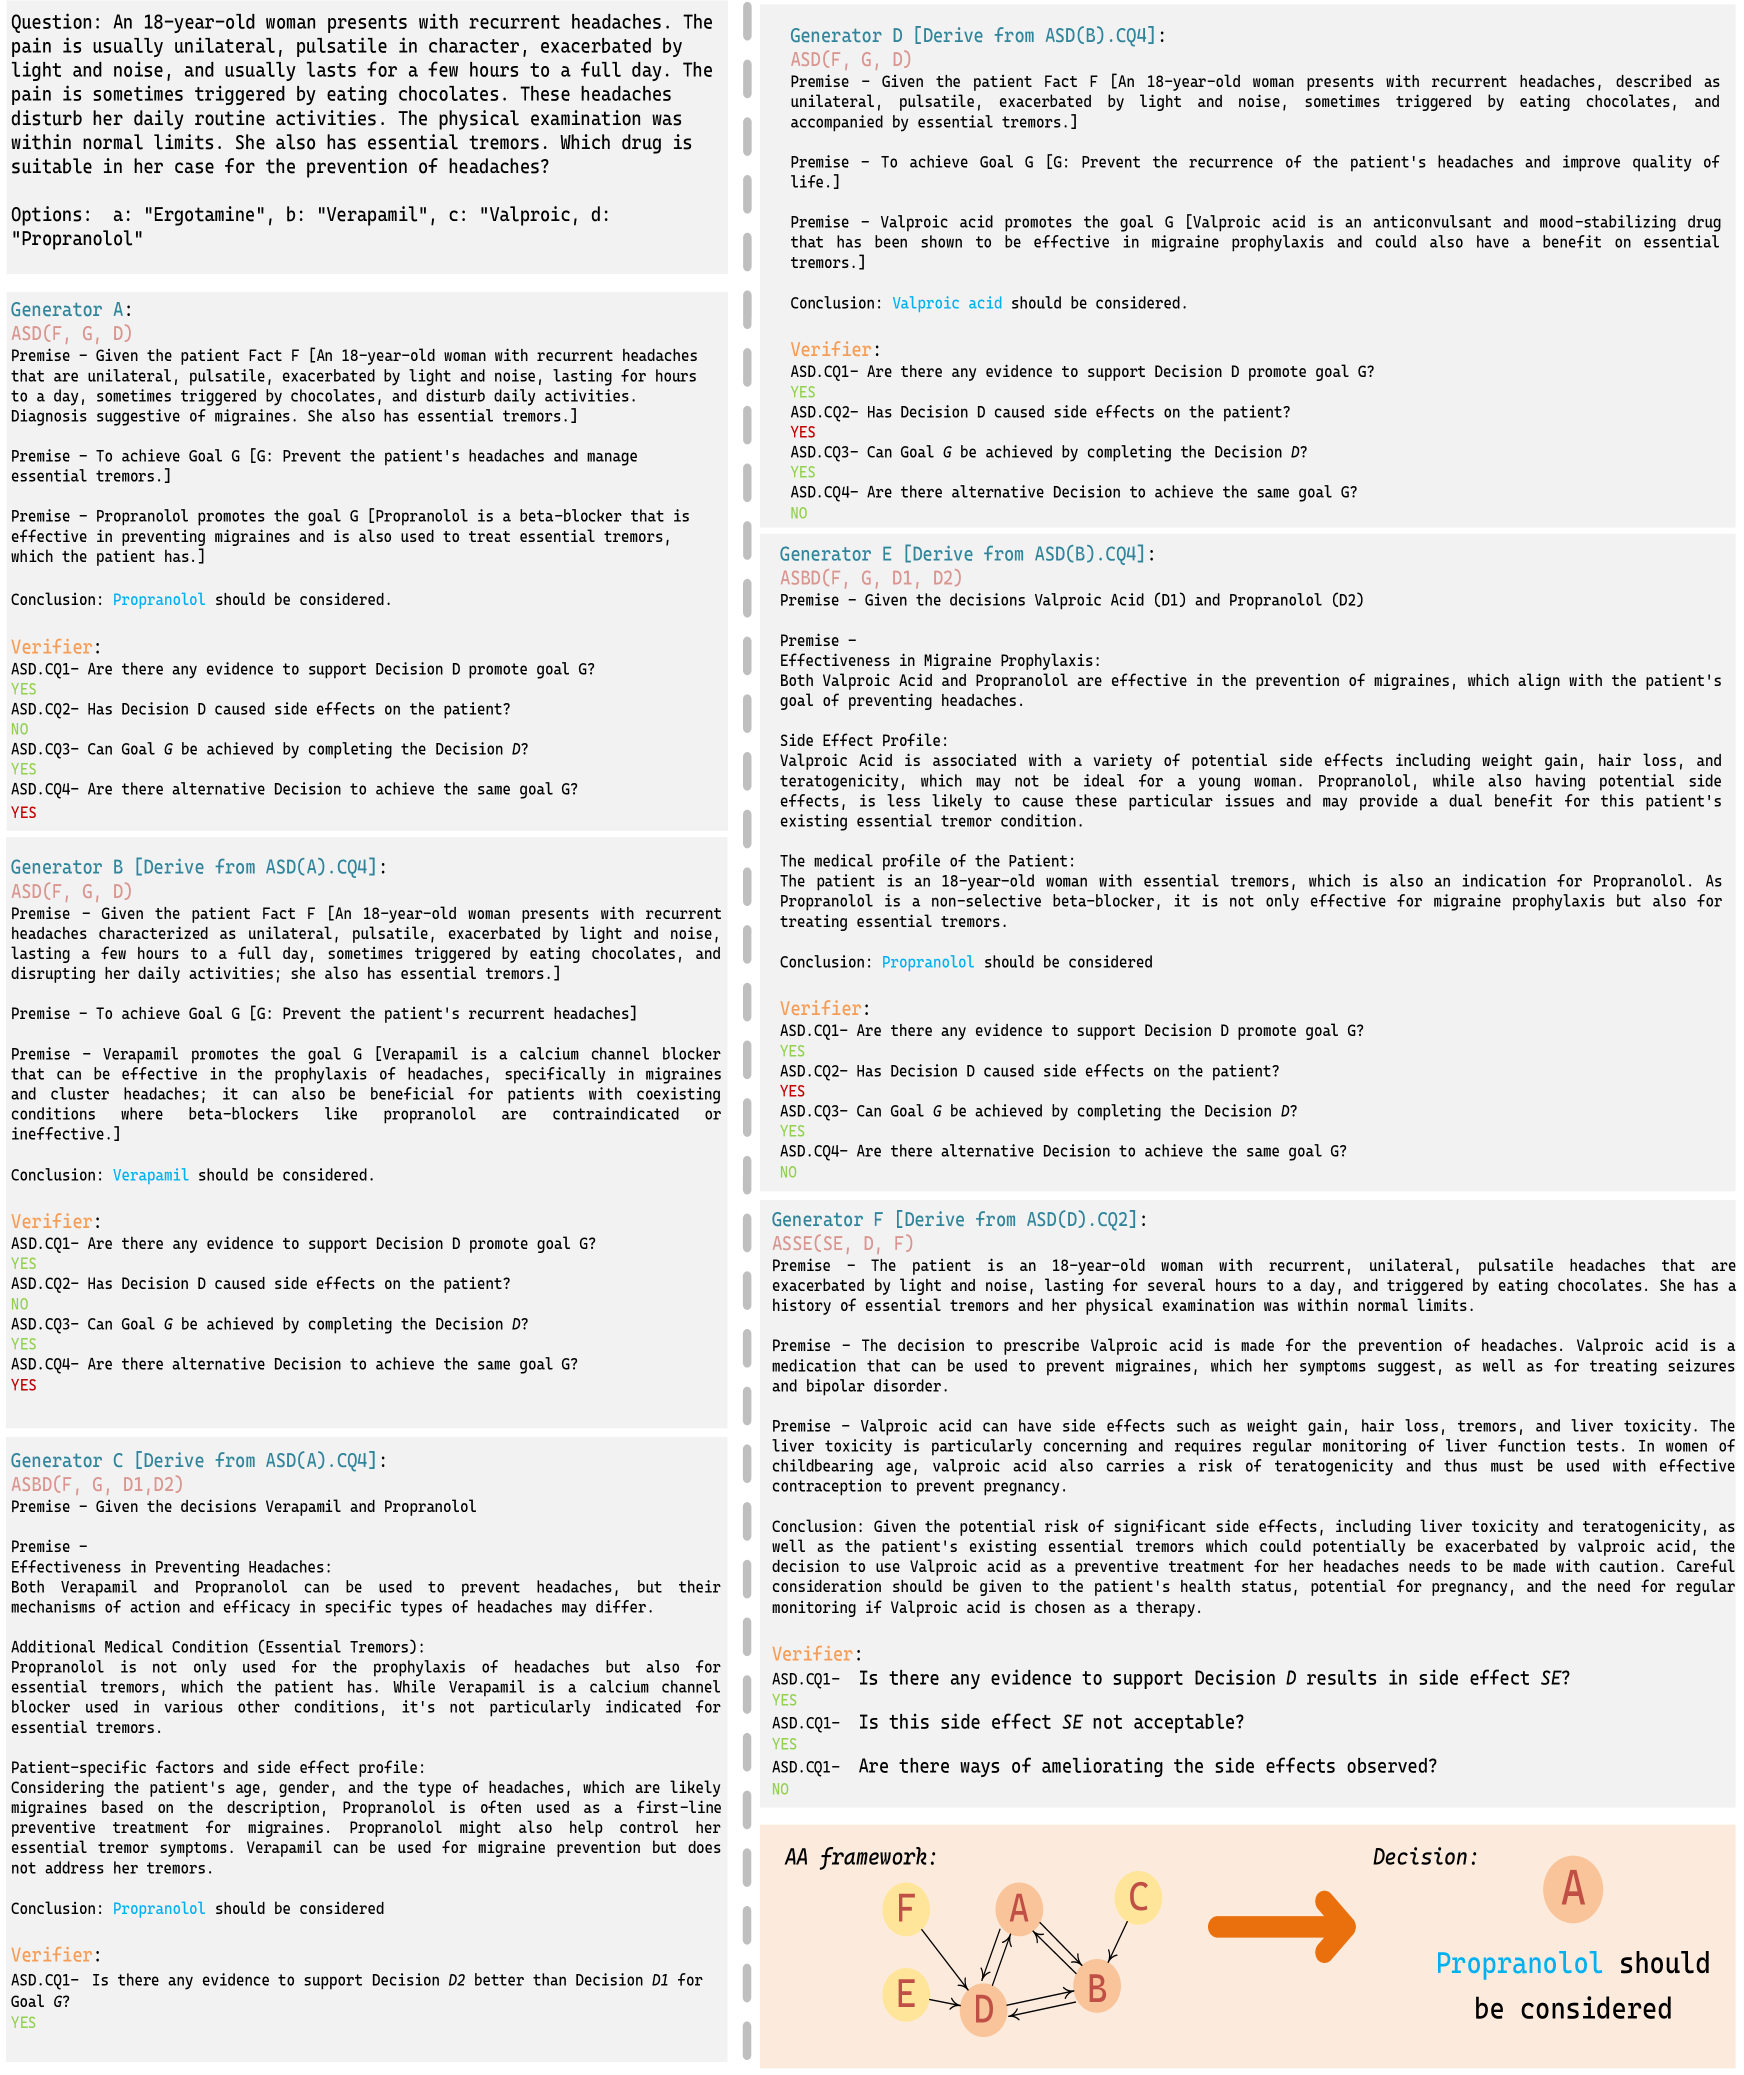 Question: An 18-year-old woman presents with recurrent headaches. The
pain is usually unilateral, pulsatile in character, exacerbated by
light and noise, and usually lasts for a few hours to a full day. The
pain is sometimes triggered by eating chocolates. These headaches
disturb her daily routine activities. The physical examination was
within normal limits. She also has essential tremors. Which drug is
suitable in her case for the prevention of headaches?
Options:  a: "Ergotamine", b: "Verapamil", c: "Valproic, d:
"Propranolol"
Generator A:
ASD(F, G, D)
Premise - Given the patient Fact F [An 18-year-old woman with recurrent headaches
that are unilateral, pulsatile, exacerbated by light and noise, lasting for hours
to a day, sometimes triggered by chocolates, and disturb daily activities.
Diagnosis suggestive of migraines. She also has essential tremors.]
Premise - To achieve Goal G [G: Prevent the patient's headaches and manage
essential tremors.]
Premise - Propranolol promotes the goal G [Propranolol is a beta-blocker that is
effective in preventing migraines and is also used to treat essential tremors,
which the patient has.]
Conclusion: Propranolol should be considered.
Verifier:
ASD.CQ1- Are there any evidence to support Decision D promote goal G?
YES
ASD.CQ2- Has Decision D caused side effects on the patient?
NO
ASD.CQ3- Can Goal G be achieved by completing the Decision D?
YES
ASD.CQ4- Are there alternative Decision to achieve the same goal G?
YES
Generator B [Derive from ASD(A).CQ4]:
ASD(F, G, D)
Premise - Given the patient Fact F [An 18-year-old woman presents with recurrent
headaches characterized as unilateral, pulsatile, exacerbated by light and noise,
lasting a few hours to a full day, sometimes triggered by eating chocolates, and
disrupting her daily activities; she also has essential tremors.]
Premise - To achieve Goal G [G: Prevent the patient's recurrent headaches]
Premise - Verapamil promotes the goal G [Verapamil is a calcium channel blocker
that can be effective in the prophylaxis of headaches, specifically in migraines
and cluster headaches; it can also be beneficial for patients with coexisting
conditions where beta-blockers like propranolol are contraindicated or
ineffective.]
Conclusion: Verapamil should be considered.
Verifier:
ASD.CQ1- Are there any evidence to support Decision D promote goal G?
YES
ASD.CQ2- Has Decision D caused side effects on the patient?
NO
ASD.CQ3- Can Goal G be achieved by completing the Decision D?
YES
ASD.CQ4- Are there alternative Decision to achieve the same goal G?
YES
Generator C [Derive from ASD(A).CQ4]:
ASBD(F, G, D1,D2)
Premise - Given the decisions Verapamil and Propranolol
Premise -
Effectiveness in Preventing Headaches:
Both Verapamil and Propranolol can be used to prevent headaches, but their
mechanisms of action and efficacy in specific types of headaches may differ.
Additional Medical Condition (Essential Tremors):
Propranolol is not only used for the prophylaxis of headaches but also for
essential tremors, which the patient has. While Verapamil is a calcium channel
blocker used in various other conditions, it's not particularly indicated for
essential tremors.
Patient-specific factors and side effect profile:
Considering the patient's age, gender, and the type of headaches, which are likely
migraines based on the description, Propranolol is often used as a first-line
preventive treatment for migraines. Propranolol might also help control her
essential tremor symptoms. Verapamil can be used for migraine prevention but does
not address her tremors.
Conclusion: Propranolol should be considered
Verifier:
ASD.CQ1- Is there any evidence to support Decision D2 better than Decision D1 for
Goal G?
YES
Generator D [Derive from ASD(B).CQ4]:
ASD(F, G, D)
Premise - Given the patient Fact F [An 18-year-old woman presents with recurrent headaches, described as
unilateral, pulsatile, exacerbated by light and noise, sometimes triggered by eating chocolates, and
accompanied by essential tremors.]
Premise - To achieve Goal G [G: Prevent the recurrence of the patient's headaches and improve quality of
life.]
Premise - Valproic acid promotes the goal G [Valproic acid is an anticonvulsant and mood-stabilizing drug
that has been shown to be effective in migraine prophylaxis and could also have a benefit on essential
tremors.]
Conclusion: Valproic acid should be considered.
Verifier:
ASD.CQ1- Are there any evidence to support Decision D promote goal G?
YES
ASD.CQ2- Has Decision D caused side effects on the patient?
YES
ASD.CQ3- Can Goal G be achieved by completing the Decision D?
YES
ASD.CQ4- Are there alternative Decision to achieve the same goal G?
NO
Generator E [Derive from ASD(B).CQ4]:
ASBD(F, G, D1, D2)
Premise - Given the decisions Valproic Acid (D1) and Propranolol (D2)
Premise -
Effectiveness in Migraine Prophylaxis:
Both Valproic Acid and Propranolol are effective in the prevention of migraines, which align with the patient's
goal of preventing headaches.
Side Effect Profile:
Valproic Acid is associated with a variety of potential side effects including weight gain, hair loss, and
teratogenicity, which may not be ideal for a young woman. Propranolol, while also having potential side
effects, is less likely to cause these particular issues and may provide a dual benefit for this patient's
existing essential tremor condition.
The medical profile of the Patient:
The patient is an 18-year-old woman with essential tremors, which is also an indication for Propranolol. As
Propranolol is a non-selective beta-blocker, it is not only effective for migraine prophylaxis but also for
treating essential tremors.
Conclusion: Propranolol should be considered
Verifier:
ASD.CQ1- Are there any evidence to support Decision D promote goal G?
YES
ASD.CQ2- Has Decision D caused side effects on the patient?
YES
ASD.CQ3- Can Goal G be achieved by completing the Decision D?
YES
ASD.CQ4- Are there alternative Decision to achieve the same goal G?
NO
Generator F [Derive from ASD(D).CQ2]:
ASSE(SE, D, F)
Premise - The patient is an 18-year-old woman with recurrent, unilateral, pulsatile headaches that are
exacerbated by light and noise, lasting for several hours to a day, and triggered by eating chocolates. She has a
history of essential tremors and her physical examination was within normal limits.
Premise - The decision to prescribe Valproic acid is made for the prevention of headaches. Valproic acid is a
medication that can be used to prevent migraines, which her symptoms suggest, as well as for treating seizures
and bipolar disorder.
Premise - Valproic acid can have side effects such as weight gain, hair loss, tremors, and liver toxicity. The
liver toxicity is particularly concerning and requires regular monitoring of liver function tests. In women of
childbearing age, valproic acid also carries a risk of teratogenicity and thus must be used with effective
contraception to prevent pregnancy.
Conclusion: Given the potential risk of significant side effects, including liver toxicity and teratogenicity, as
well as the patient's existing essential tremors which could potentially be exacerbated by valproic acid, the
decision to use Valproic acid as a preventive treatment for her headaches needs to be made with caution. Careful
consideration should be given to the patient's health status, potential for pregnancy, and the need for regular
monitoring if Valproic acid is chosen as a therapy.
Verifier:
ASD.CQ1- Is there any evidence to support Decision D results in side effect SE?
YES
ASD.CQ1- Is this side effect SE not acceptable?
YES
ASD.CQ1- Are there ways of ameliorating the side effects observed?
NO
AA framework:
F
A
C
E
D
B
Decision:
A
Propranolol should
be considered